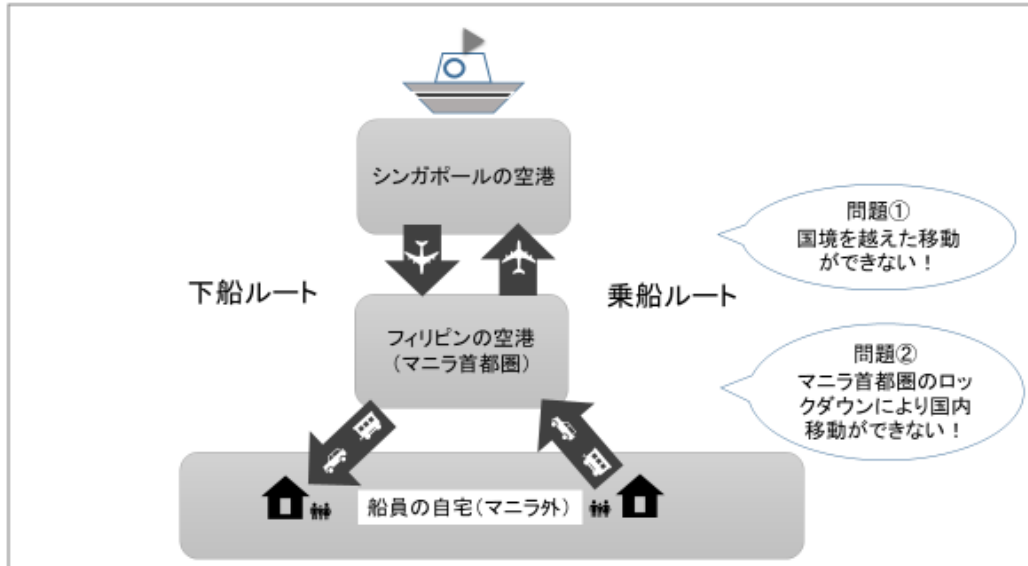 シンガポールの空港
問題①
国境を越えた移動
ができない！
下船ルート
乗船ルート
フィリピンの空港
（マニラ首都圏）
問題②
マニラ首都圏のロッ
クダウンにより国内
移動ができない！
船員の自宅（マニラ外）